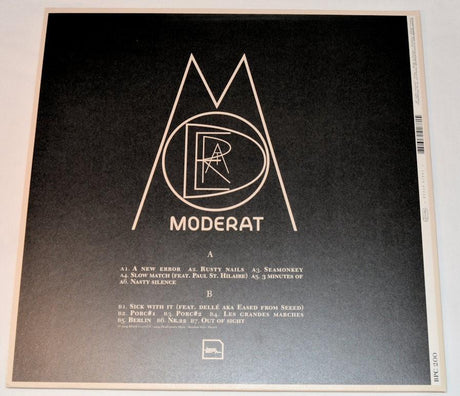 MODERAT
A
A1. A NEW ERROR A2. RUSTY NAILS A3. SEAMONKEY
A4. SLOW MATCH (FEAT. PAUL ST. HILAIRE) A5. 3 MINUTES OF
A6. NASTY SILENCE
B
B1. SICK WITH IT (FEAT. DELLÉ AKA EASED FROM SEEED)
B2 PORC#1 B3. PORC#2 B4. LES GRANDES MARCHES
B5. BERLIN B6. NR.22 B7. OUT OF SIGHT
BPC 200